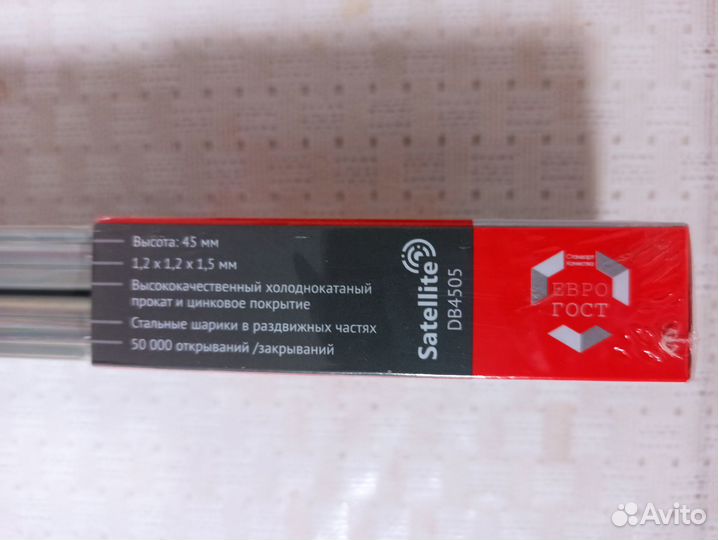 Высота: 45 мм
1,2 x 1,2 x 1,5 мм
Высококачественный холоднокатаный
прокат и цинковое покрытие
Стальные шарики в раздвижных частях
50 000 открываний /закрываний
Satellite
DB4505
Стандарт
Качества
ЕВРО
ГОСТ
Avito